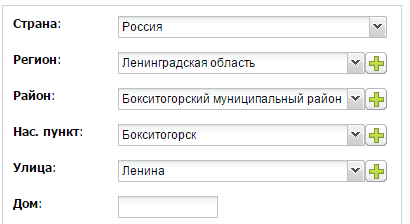 Страна: Россия
Регион: Ленинградская область
Район: Бокситогорский муниципальный район
Нас. пункт: Бокситогорск
Улица: Ленина
Дом: